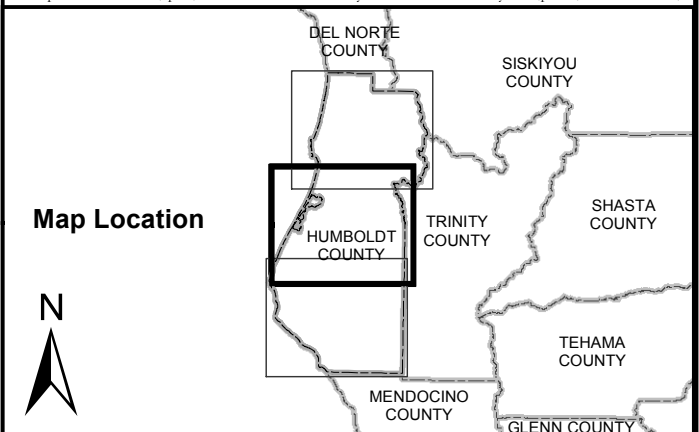 DEL NORTE
COUNTY
SISKIYOU
COUNTY
Map Location
HUMBOLDT
COUNTY
TRINITY
COUNTY
SHASTA
COUNTY
N
TEHAMA
COUNTY
MENDOCINO
COUNTY
GLENN COUNTY